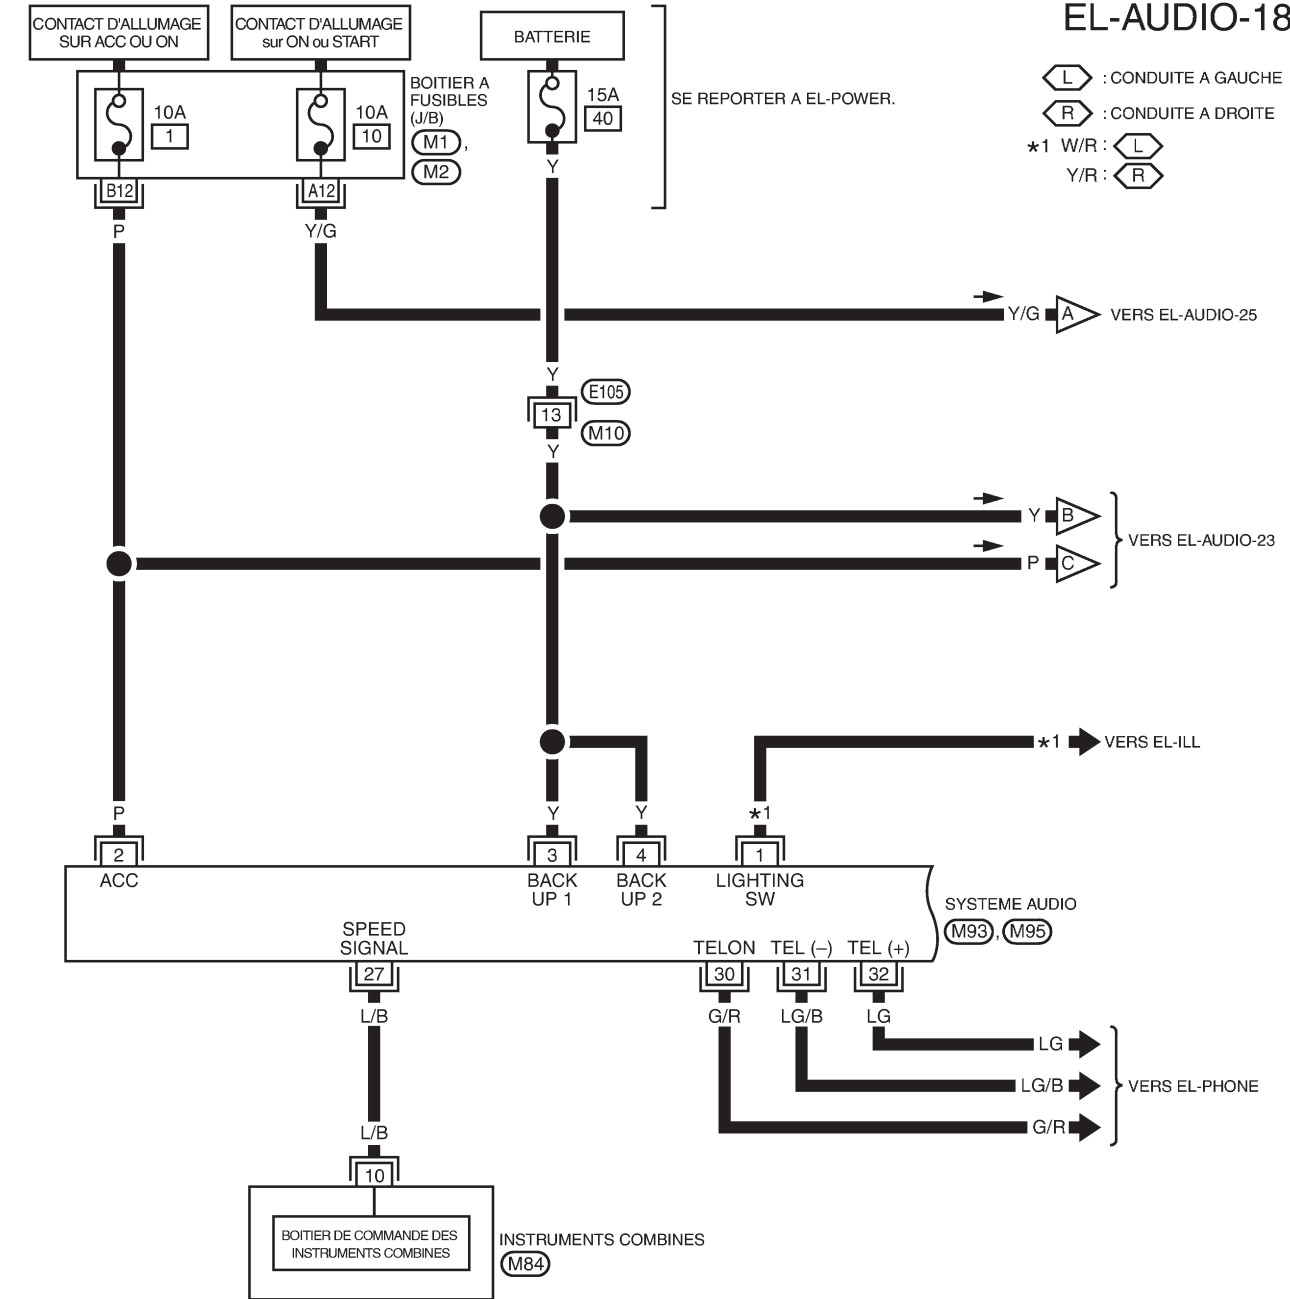 EL-AUDIO-18
CONTACT D'ALLUMAGE
SUR ACC OU ON
CONTACT D'ALLUMAGE
sur ON ou START
BATTERIE
L : CONDUITE A GAUCHE
R : CONDUITE A DROITE
*1 W/R : L
Y/R : R
10A
1
10A
10
BOITIER A
FUSIBLES
(J/B)
M1 ,
M2
15A
40
SE REPORTER A EL-POWER.
B12
A12
Y
P
Y/G
Y/G
A
VERS EL-AUDIO-25
Y
E105
13
M10
Y
Y
B
P
C
VERS EL-AUDIO-23
*1
VERS EL-ILL
P
Y
Y
*1
2
3
4
1
ACC
BACK
UP 1
BACK
UP 2
LIGHTING
SW
SYSTEME AUDIO
M93 , M95
SPEED
SIGNAL
TELON
TEL (–)
TEL (+)
27
30
31
32
L/B
G/R
LG/B
LG
LG
LG/B
G/R
VERS EL-PHONE
L/B
10
BOITIER DE COMMANDE DES
INSTRUMENTS COMBINES
INSTRUMENTS COMBINES
M84